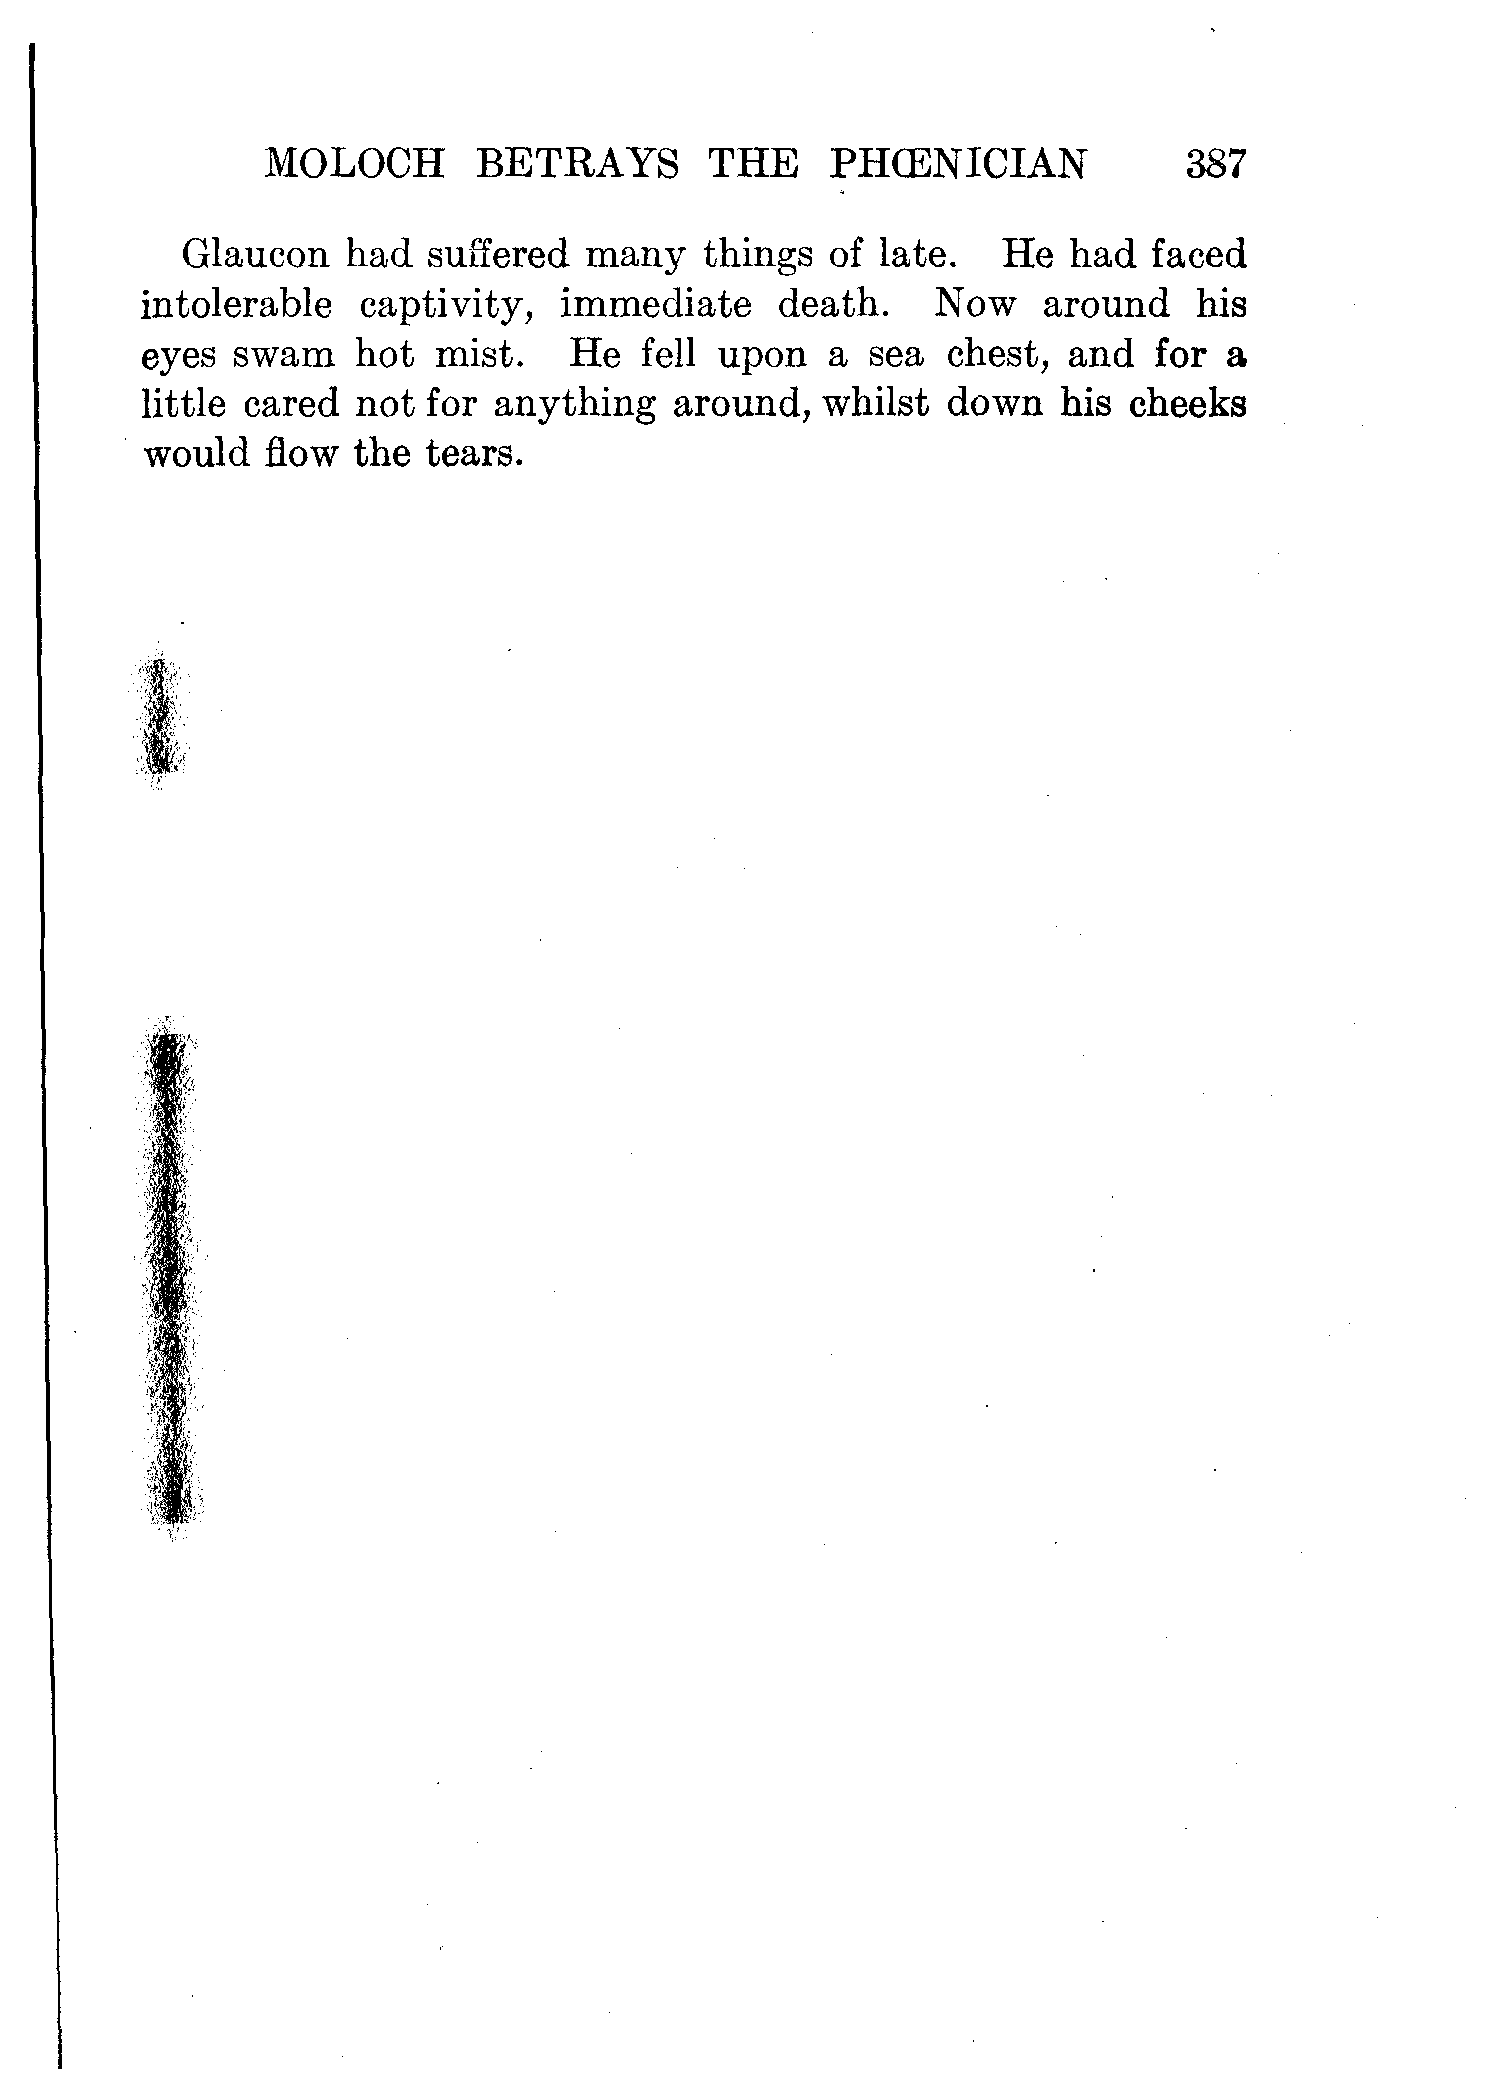 MOLOCH BETRAYS THE PHŒNICIAN 387
Glaucon had suffered many things of late. He had faced
intolerable captivity, immediate death. Now around his
eyes swam hot mist. He fell upon a sea chest, and for a
little cared not for anything around, whilst down his cheeks
would flow the tears.